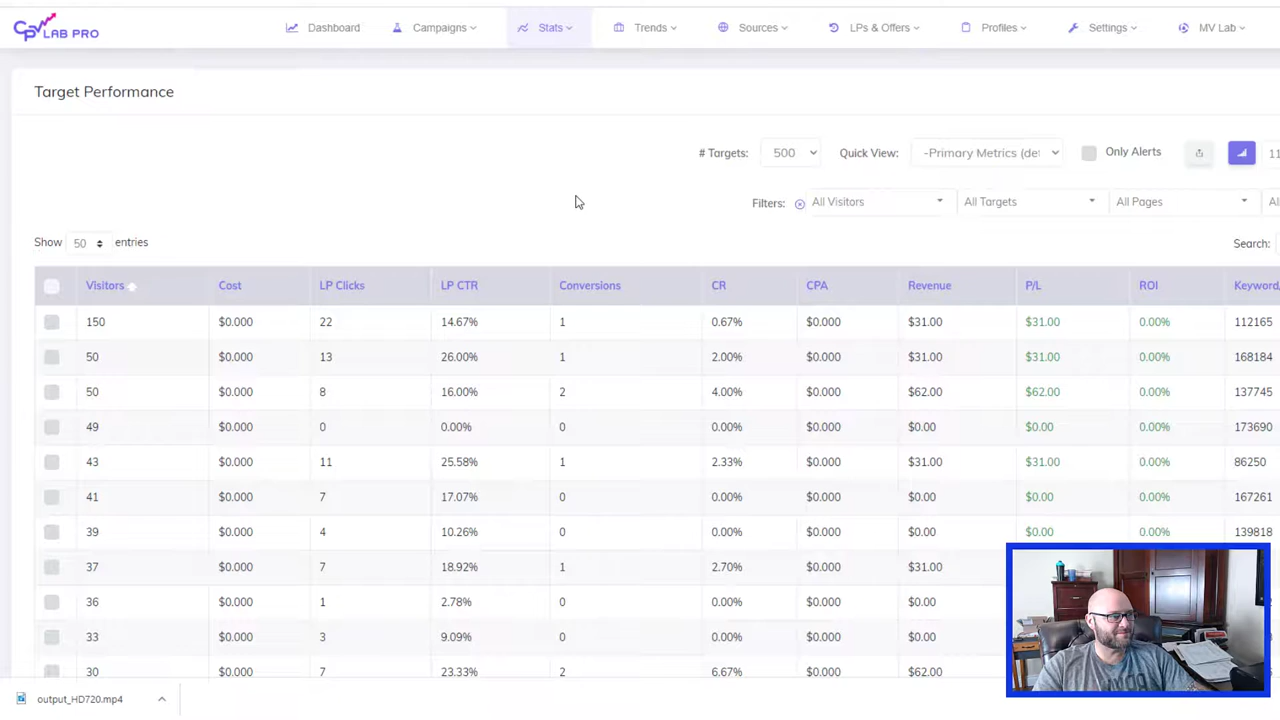 CPV LAB PRO
Dashboard Campaigns Stats Trends Sources LPs & Offers Profiles Settings MV Lab
Target Performance
# Targets: 500 Quick View: -Primary Metrics (def Only Alerts 11
Filters: All Visitors All Targets All Pages Al
Show 50 entries Search:
Visitors Cost LP Clicks LP CTR Conversions CR CPA Revenue P/L ROI Keyword/
150 $0.000 22 14.67% 1 0.67% $0.000 $31.00 $31.00 0.00% 112165
50 $0.000 13 26.00% 1 2.00% $0.000 $31.00 $31.00 0.00% 168184
50 $0.000 8 16.00% 2 4.00% $0.000 $62.00 $62.00 0.00% 137745
49 $0.000 0 0.00% 0 0.00% $0.000 $0.00 $0.00 0.00% 173690
43 $0.000 11 25.58% 1 2.33% $0.000 $31.00 $31.00 0.00% 86250
41 $0.000 7 17.07% 0 0.00% $0.000 $0.00 $0.00 0.00% 167261
39 $0.000 4 10.26% 0 0.00% $0.000 $0.00 $0.00 0.00% 139818
37 $0.000 7 18.92% 1 2.70% $0.000 $31.00
36 $0.000 1 2.78% 0 0.00% $0.000 $0.00
33 $0.000 3 9.09% 0 0.00% $0.000 $0.00
30 $0.000 7 23.33% 2 6.67% $0.000 $62.00
output_HD720.mp4